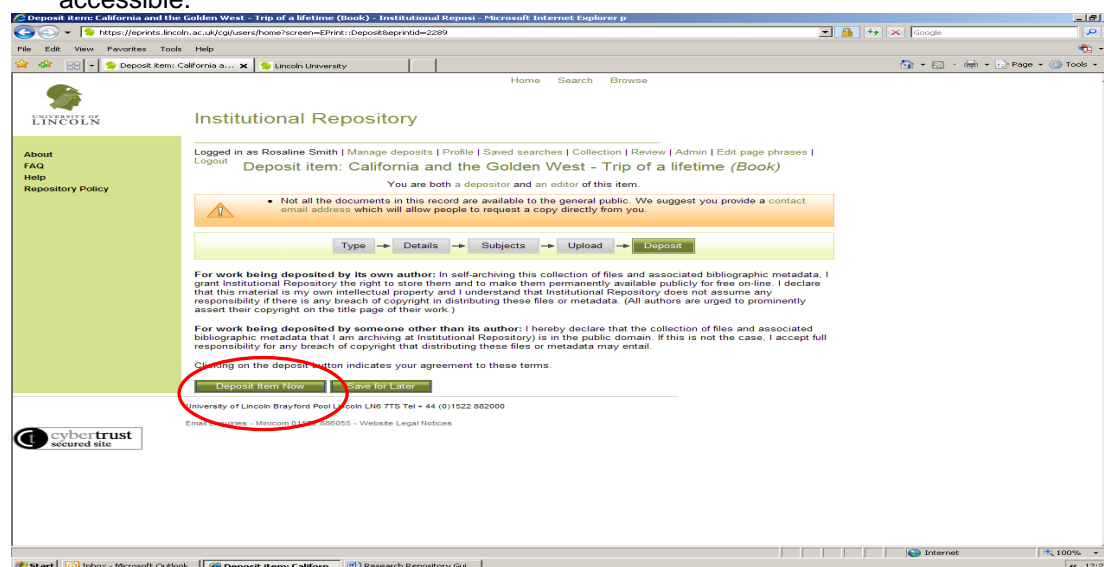 accessible.
Deposit item: California and the Golden West - Trip of a lifetime (Book) - Institutional Reposi - Microsoft Internet Explorer p
https://eprints.lincoln.ac.uk/cgi/users/home?screen=EPrint::Deposit&eprintid=2289
Google
File Edit View Favorites Tools Help
Deposit item: California a... Lincoln University
Page Tools
Home Search Browse
UNIVERSITY OF
LINCOLN
Institutional Repository
About
FAQ
Help
Repository Policy
Logged in as Rosaline Smith | Manage deposits | Profile | Saved searches | Collection | Review | Admin | Edit page phrases |
Logout
Deposit item: California and the Golden West - Trip of a lifetime (Book)
You are both a depositor and an editor of this item.
• Not all the documents in this record are available to the general public. We suggest you provide a contact
email address which will allow people to request a copy directly from you.
Type Details Subjects Upload Deposit
For work being deposited by its own author: In self-archiving this collection of files and associated bibliographic metadata, I
grant Institutional Repository the right to store them and to make them permanently available publicly for free on-line. I declare
that this material is my own intellectual property and I understand that Institutional Repository does not assume any
responsibility if there is any breach of copyright in distributing these files or metadata. (All authors are urged to prominently
assert their copyright on the title page of their work.)
For work being deposited by someone other than its author: I hereby declare that the collection of files and associated
bibliographic metadata that I am archiving at Institutional Repository) is in the public domain. If this is not the case, I accept full
responsibility for any breach of copyright that distributing these files or metadata may entail.
Clicking on the deposit button indicates your agreement to these terms.
Deposit Item Now Save for Later
University of Lincoln Brayford Pool Lincoln LN6 7TS Tel + 44 (0)1522 882000
Email Enquiries - Minicom 01522 886055 - Website Legal Notices
cybertrust
secured site
Internet 100%
Start Inbox - Microsoft Outlook Deposit item: Californ... Research Repository Gui...